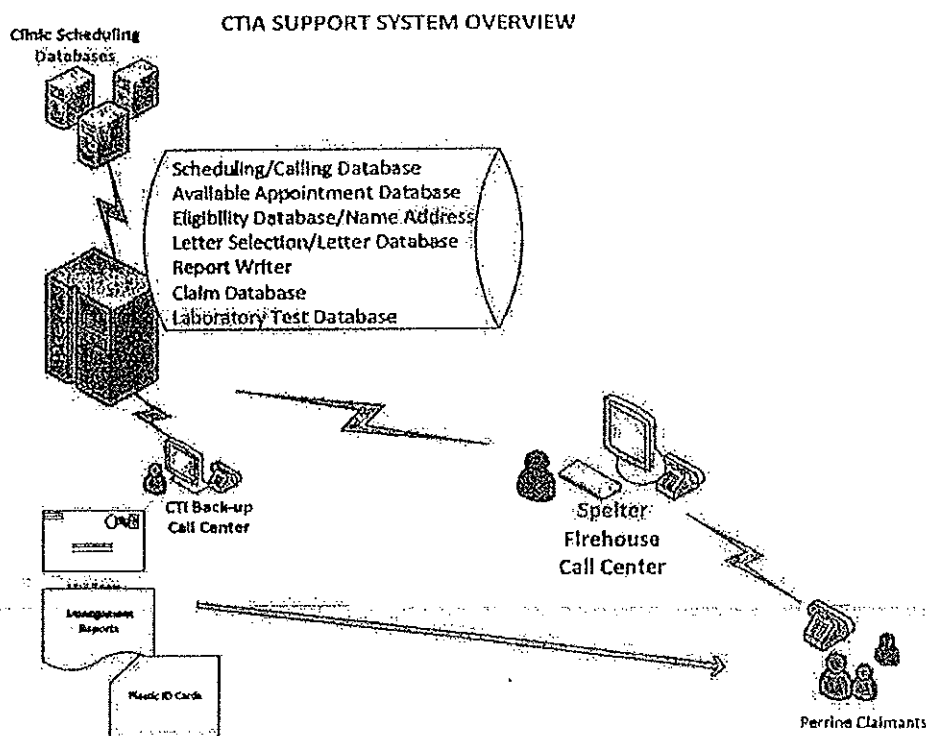 CTIA SUPPORT SYSTEM OVERVIEW
Clinic Scheduling
Databases
Scheduling/Calling Database
Available Appointment Database
Eligibility Database/Name Address
Letter Selection/Letter Database
Report Writer
Claim Database
Laboratory Test Database
CTI Back-up
Call Center
Spelter
Firehouse
Call Center
Management
Reports
Plastic ID Cards
Perrine Claimants